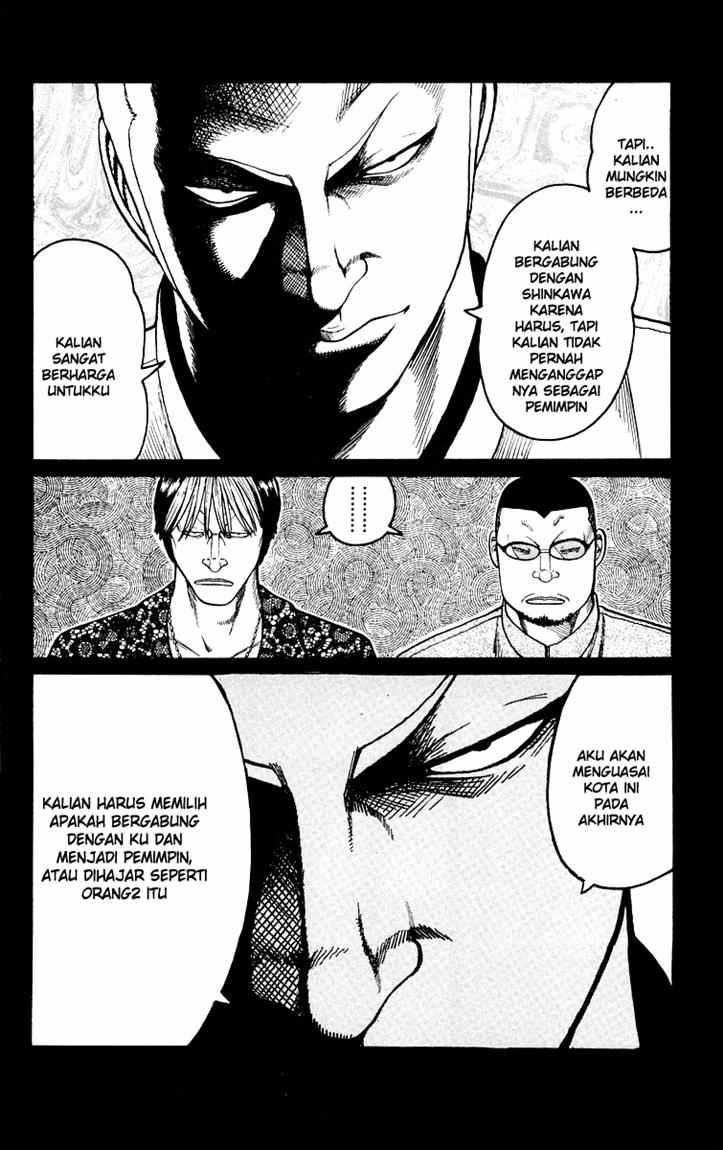 TAPI..
KALIAN
MUNGKIN
BERBEDA
...
KALIAN
BERGABUNG
DENGAN
SHINKAWA
KARENA
HARUS, TAPI
KALIAN TIDAK
PERNAH
MENGANGGAP
NYA SEBAGAI
PEMIMPIN
KALIAN
SANGAT
BERHARGA
UNTUKKU
............
AKU AKAN
MENGUASAI
KOTA INI
PADA
AKHIRNYA
KALIAN HARUS MEMILIH
APAKAH BERGABUNG
DENGAN KU DAN
MENJADI PEMIMPIN,
ATAU DIHAJAR SEPERTI
ORANG2 ITU